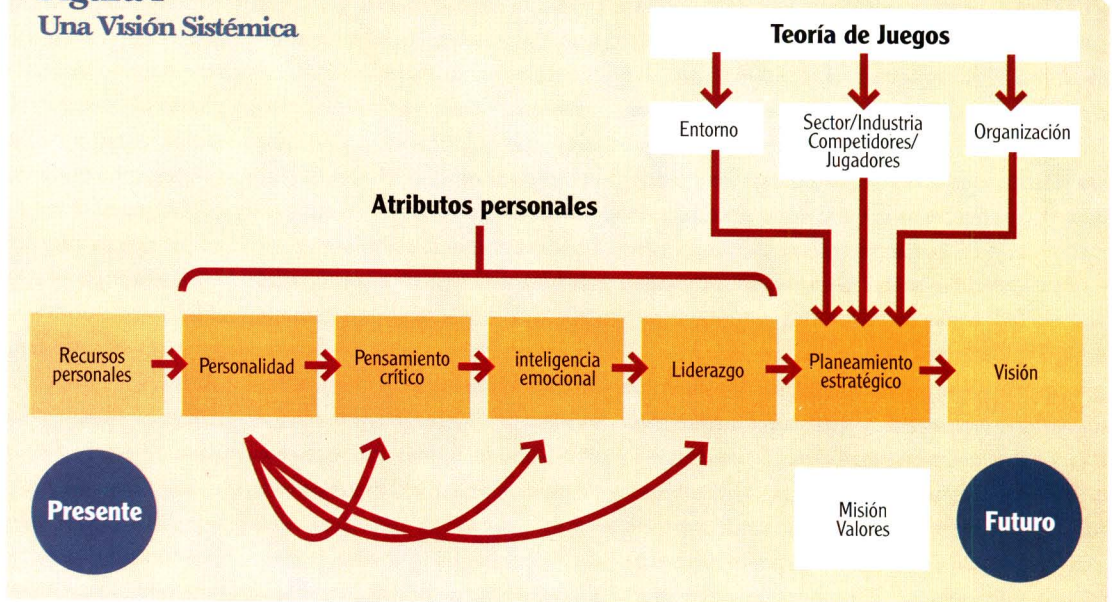 Una Visión Sistémica
Teoría de Juegos
Entorno
Sector/Industria
Competidores/
Jugadores
Organización
Atributos personales
Recursos
personales
Personalidad
Pensamiento
crítico
inteligencia
emocional
Liderazgo
Planeamiento
estratégico
Visión
Presente
Misión
Valores
Futuro